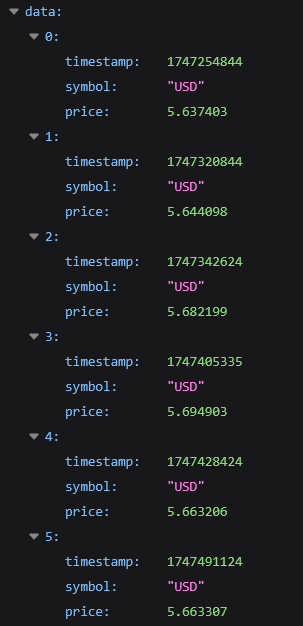 data:
0:
timestamp: 1747254844
symbol: "USD"
price: 5.637403
1:
timestamp: 1747320844
symbol: "USD"
price: 5.644098
2:
timestamp: 1747342624
symbol: "USD"
price: 5.682199
3:
timestamp: 1747405335
symbol: "USD"
price: 5.694903
4:
timestamp: 1747428424
symbol: "USD"
price: 5.663206
5:
timestamp: 1747491124
symbol: "USD"
price: 5.663307